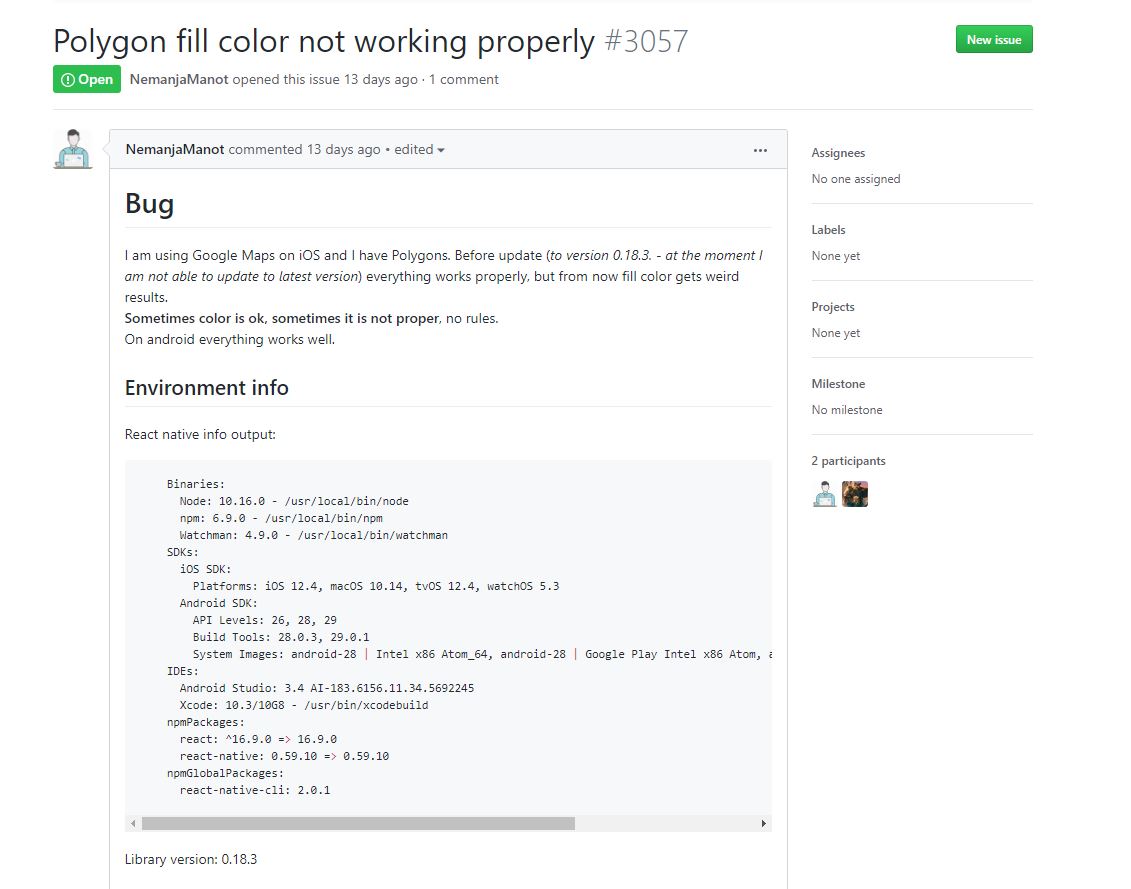 Polygon fill color not working properly #3057
New issue
Open NemanjaManot opened this issue 13 days ago · 1 comment
NemanjaManot commented 13 days ago • edited
Bug
I am using Google Maps on iOS and I have Polygons. Before update (to version 0.18.3. - at the moment I
am not able to update to latest version) everything works properly, but from now fill color gets weird
results.
Sometimes color is ok, sometimes it is not proper, no rules.
On android everything works well.
Environment info
React native info output:
Binaries:
Node: 10.16.0 - /usr/local/bin/node
npm: 6.9.0 - /usr/local/bin/npm
Watchman: 4.9.0 - /usr/local/bin/watchman
SDKs:
iOS SDK:
Platforms: iOS 12.4, macOS 10.14, tvOS 12.4, watchOS 5.3
Android SDK:
API Levels: 26, 28, 29
Build Tools: 28.0.3, 29.0.1
System Images: android-28 | Intel x86 Atom_64, android-28 | Google Play Intel x86 Atom,
IDEs:
Android Studio: 3.4 AI-183.6156.11.34.5692245
Xcode: 10.3/10G8 - /usr/bin/xcodebuild
npmPackages:
react: ^16.9.0 => 16.9.0
react-native: 0.59.10 => 0.59.10
npmGlobalPackages:
react-native-cli: 2.0.1
Library version: 0.18.3
Assignees
No one assigned
Labels
None yet
Projects
None yet
Milestone
No milestone
2 participants